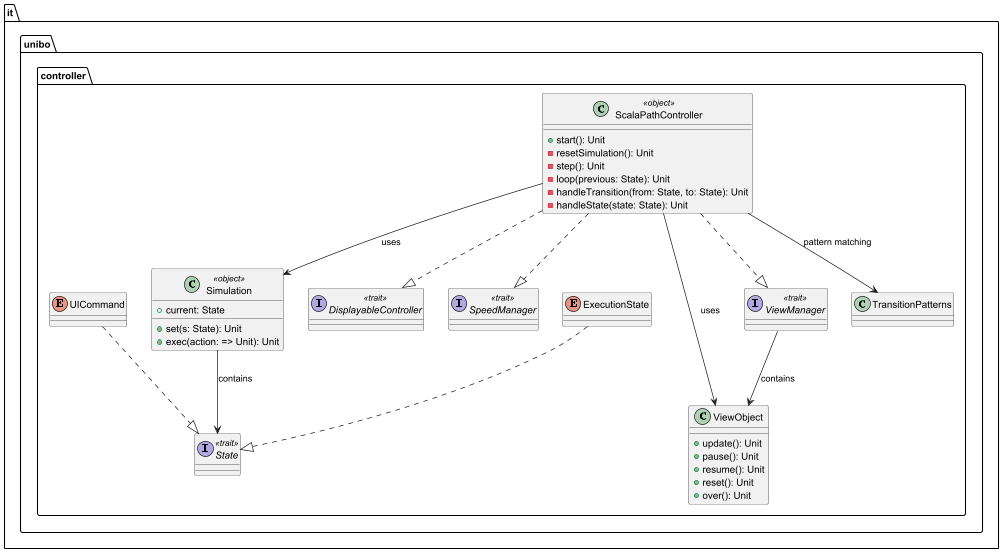 it
unibo
controller
C
«object»
ScalaPathController
start(): Unit
resetSimulation(): Unit
step(): Unit
loop(previous: State): Unit
handleTransition(from: State, to: State): Unit
handleState(state: State): Unit
uses
pattern matching
E UICommand
C
«object»
Simulation
current: State
set(s: State): Unit
exec(action: => Unit): Unit
I
«trait»
DisplayableController
I
«trait»
SpeedManager
E ExecutionState
uses
I
«trait»
ViewManager
C TransitionPatterns
contains
contains
I
«trait»
State
C ViewObject
update(): Unit
pause(): Unit
resume(): Unit
reset(): Unit
over(): Unit